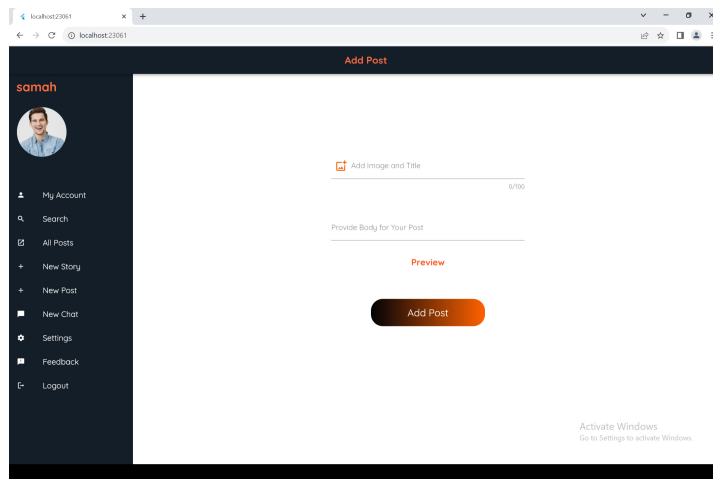 localhost:23061
localhost:23061
Add Post
samah
My Account
Search
All Posts
New Story
New Post
New Chat
Settings
Feedback
Logout
Add Image and Title
0/100
Provide Body for Your Post
Preview
Add Post
Activate Windows
Go to Settings to activate Windows.